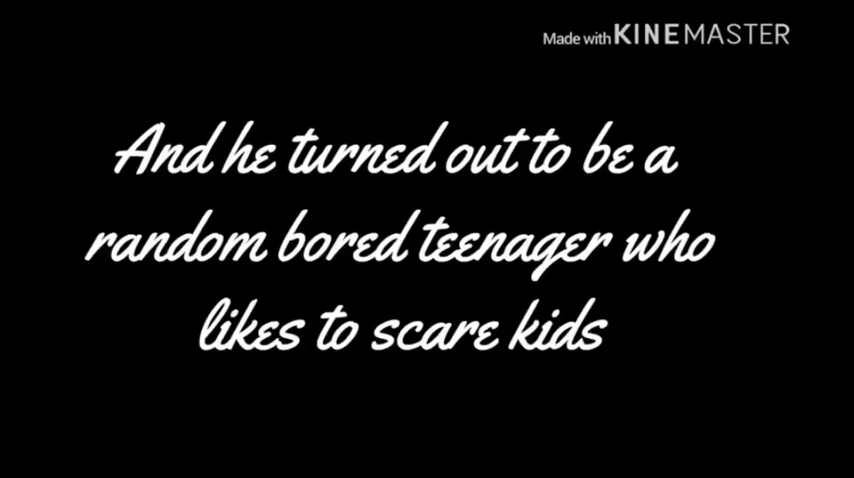 Made with KINEMASTER
And he turned out to be a
random bored teenager who
likes to scare kids